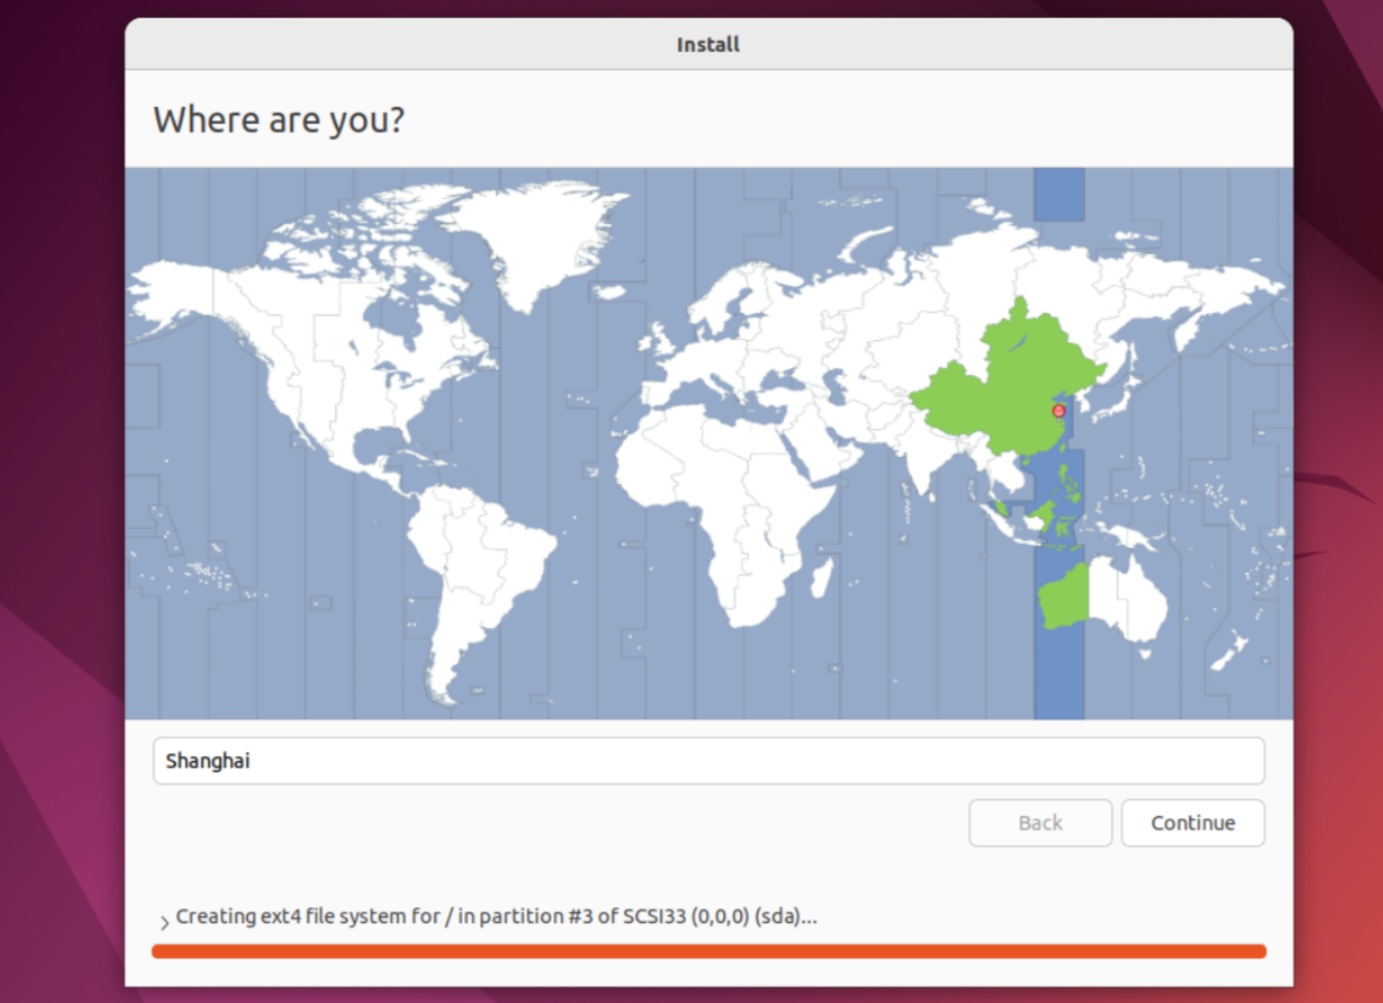 Install
Where are you?
Shanghai
Back
Continue
Creating ext4 file system for / in partition #3 of SCSI33 (0,0,0) (sda)...